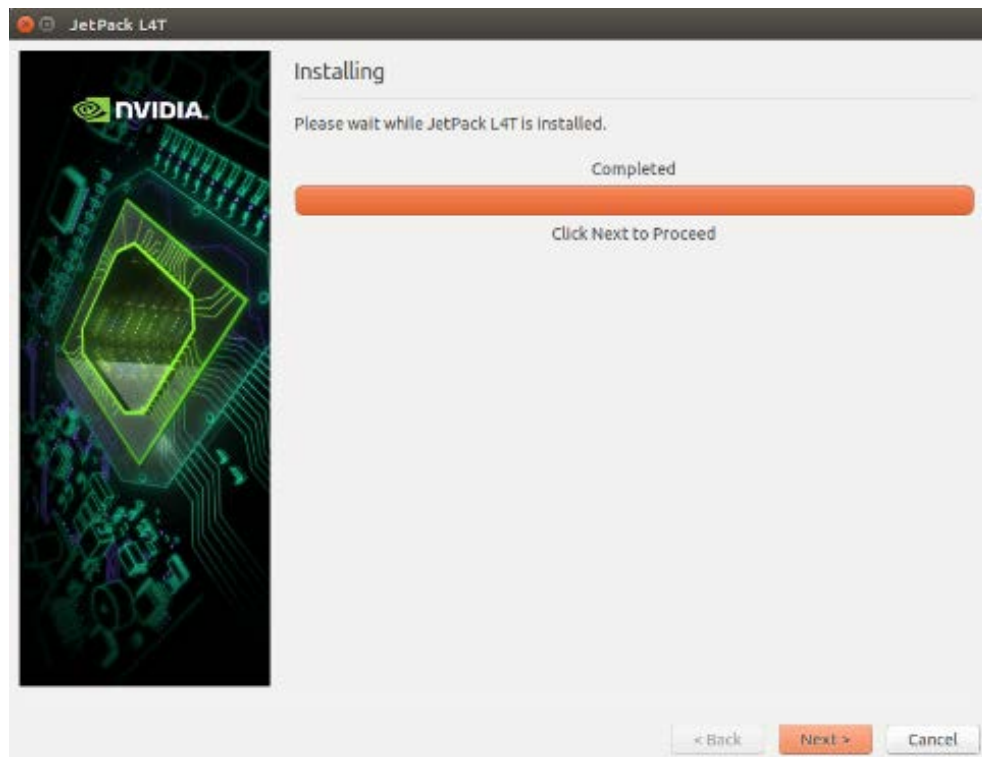 JetPack L4T
NVIDIA.
Installing
Please wait while JetPack L4T is installed.
Completed
Click Next to Proceed
< Back
Next >
Cancel